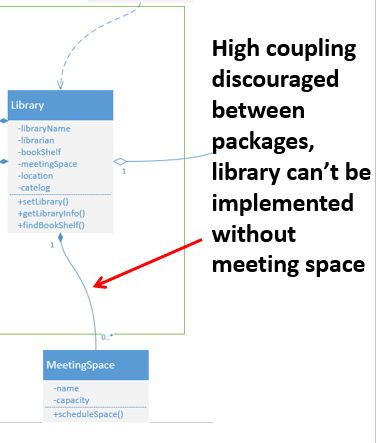 High coupling
discouraged
between
packages,
library can't be
implemented
without
meeting space
Library
-libraryName
-librarian
-bookShelf
-meetingSpace
-location
-catelog
+setLibrary()
+getLibraryInfo()
+findBookShelf()
1
1
0..*
MeetingSpace
-name
-capacity
+scheduleSpace()